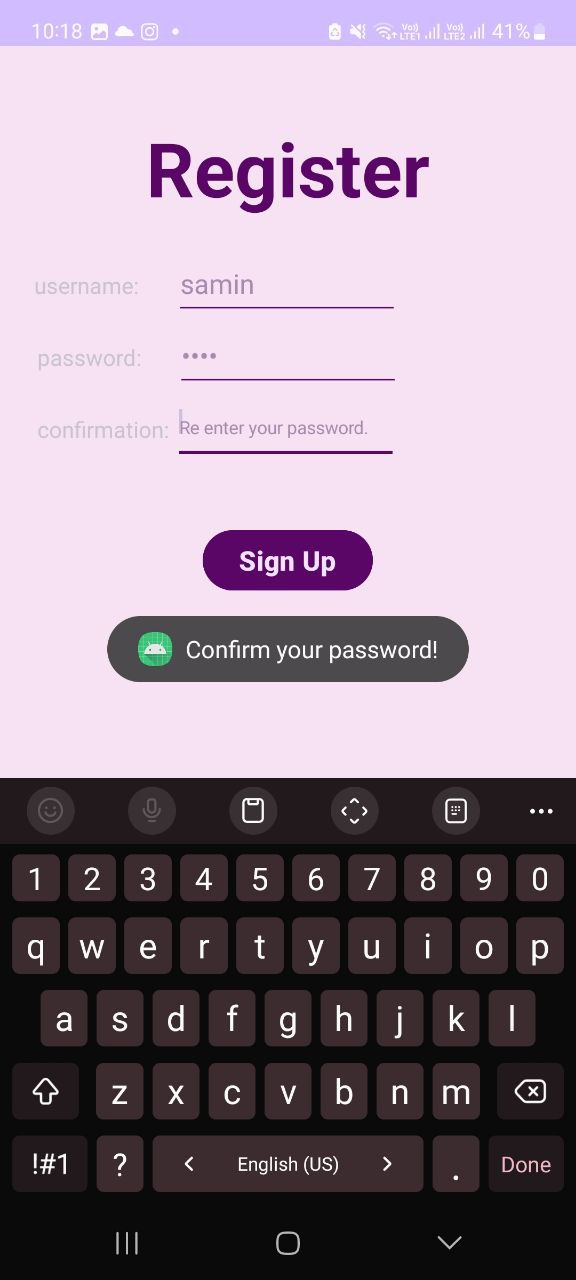 10:18 Vo)) LTE1 Vo)) LTE2 41%
Register
username: samin
password: ••••
confirmation: Re enter your password.
Sign Up
Confirm your password!
1 2 3 4 5 6 7 8 9 0
q w e r t y u i o p
a s d f g h j k l
z x c v b n m
!#1 ? < English (US) > . Done